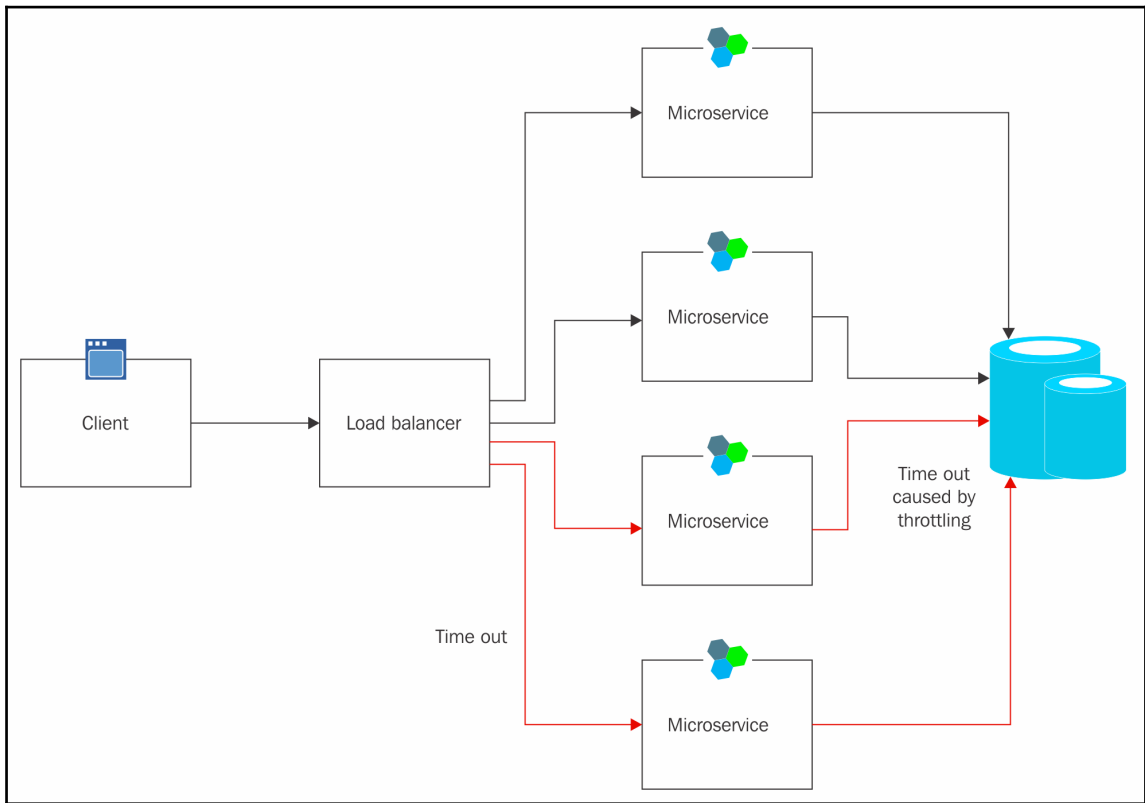 Microservice
Microservice
Client
Load balancer
Microservice
Time out
caused by
throttling
Time out
Microservice